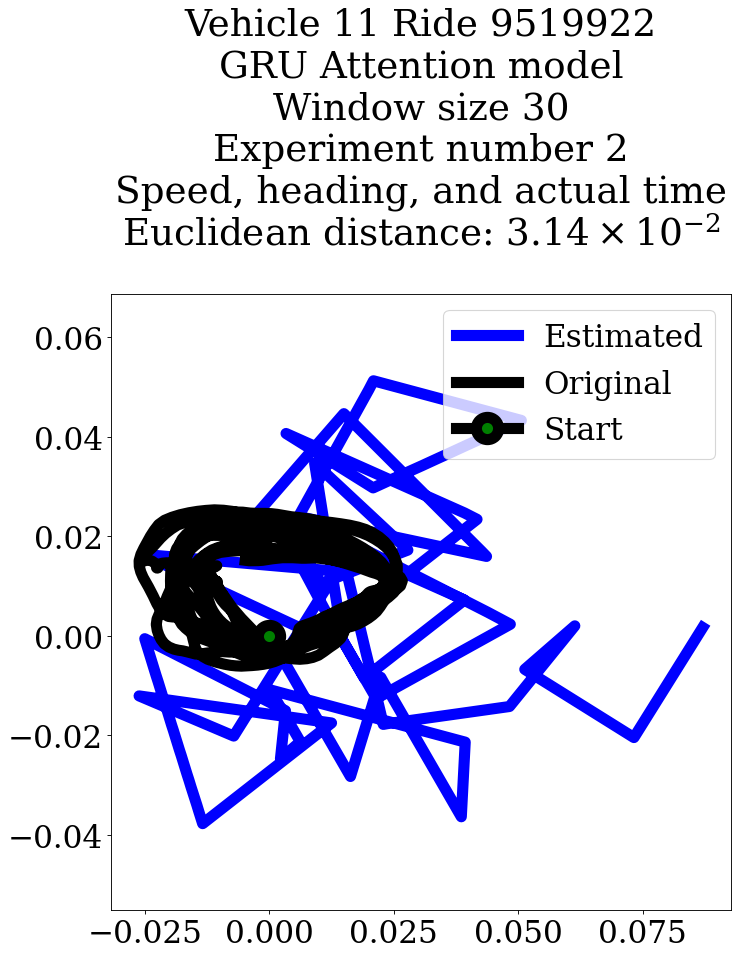 Vehicle 11 Ride 9519922
GRU Attention model
Window size 30
Experiment number 2
Speed, heading, and actual time
Euclidean distance: 3.14 × 10⁻²
Estimated
Original
Start
0.06
0.04
0.02
0.00
−0.02
−0.04
−0.025 0.000 0.025 0.050 0.075